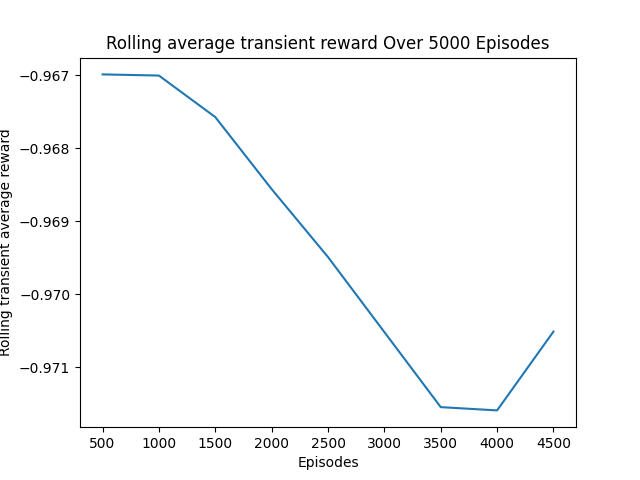 Rolling average transient reward Over 5000 Episodes
Rolling transient average reward
−0.967
−0.968
−0.969
−0.970
−0.971
500 1000 1500 2000 2500 3000 3500 4000 4500
Episodes